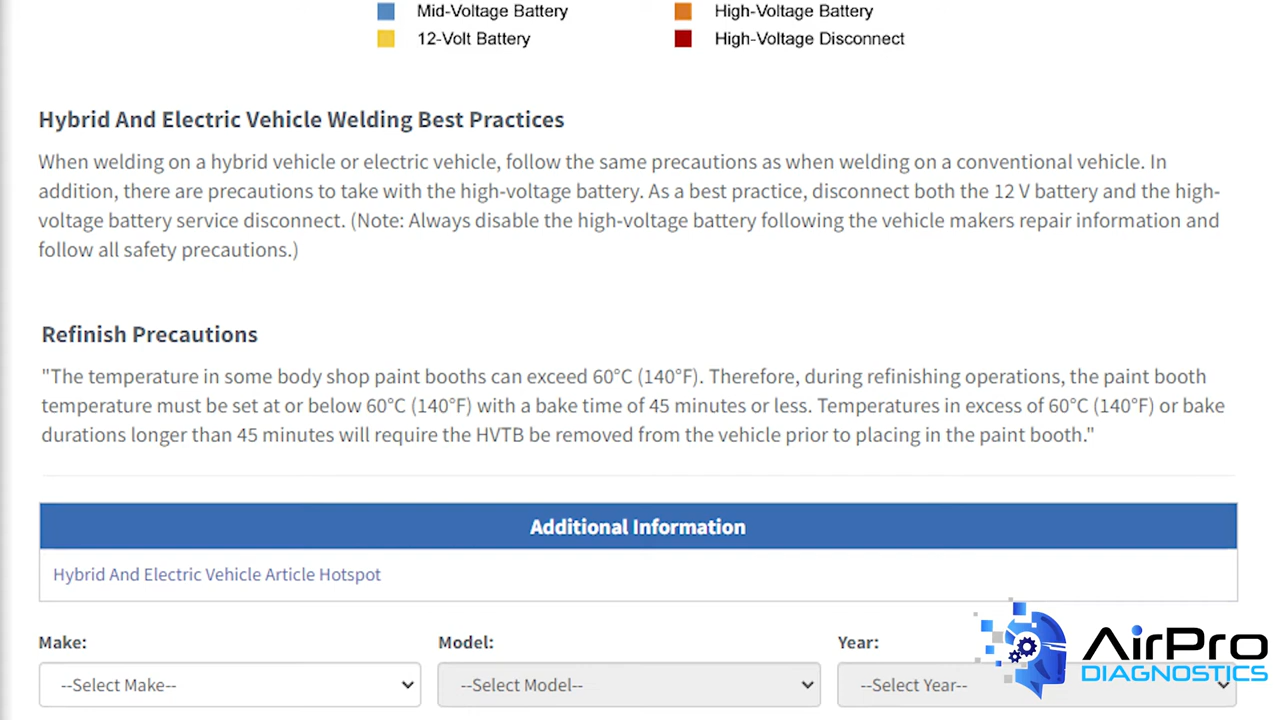 Mid-Voltage Battery
High-Voltage Battery
12-Volt Battery
High-Voltage Disconnect
Hybrid And Electric Vehicle Welding Best Practices
When welding on a hybrid vehicle or electric vehicle, follow the same precautions as when welding on a conventional vehicle. In
addition, there are precautions to take with the high-voltage battery. As a best practice, disconnect both the 12 V battery and the high-
voltage battery service disconnect. (Note: Always disable the high-voltage battery following the vehicle makers repair information and
follow all safety precautions.)
Refinish Precautions
"The temperature in some body shop paint booths can exceed 60°C (140°F). Therefore, during refinishing operations, the paint booth
temperature must be set at or below 60°C (140°F) with a bake time of 45 minutes or less. Temperatures in excess of 60°C (140°F) or bake
durations longer than 45 minutes will require the HVTB be removed from the vehicle prior to placing in the paint booth."
Additional Information
Hybrid And Electric Vehicle Article Hotspot
Make:
Model:
Year:
--Select Make--
--Select Model--
--Select Year--
AirPro
DIAGNOSTICS